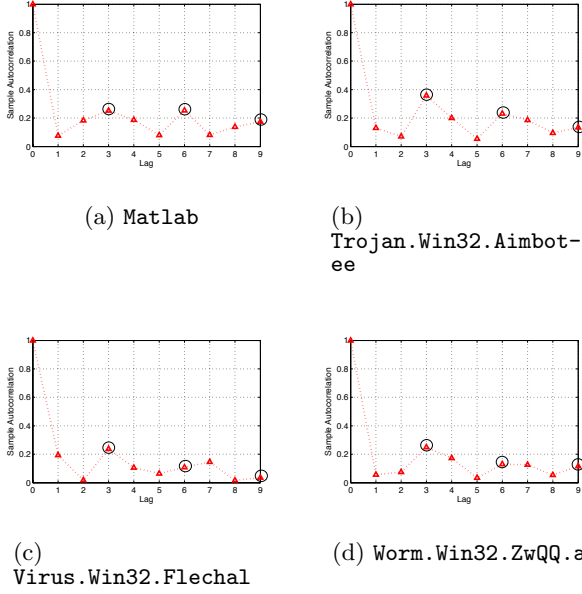 1
0.8
0.6
0.4
0.2
0
Sample Autocorrelation
0 1 2 3 4 5 6 7 8 9
Lag
(a) Matlab
1
0.8
0.6
0.4
0.2
0
Sample Autocorrelation
0 1 2 3 4 5 6 7 8 9
Lag
(b)
Trojan.Win32.Aimbot-
ee
1
0.8
0.6
0.4
0.2
0
Sample Autocorrelation
0 1 2 3 4 5 6 7 8 9
Lag
(c)
Virus.Win32.Flechal
1
0.8
0.6
0.4
0.2
0
Sample Autocorrelation
0 1 2 3 4 5 6 7 8 9
Lag
(d) Worm.Win32.ZwQQ.a